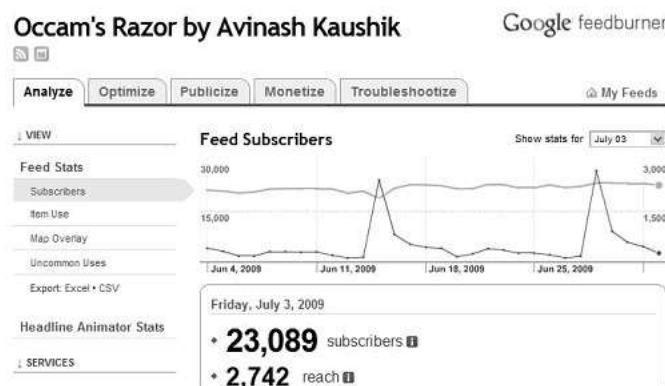 Occam's Razor by Avinash Kaushik
Google feedburner
Analyze Optimize Publicize Monetize Troubleshootize My Feeds
↓ VIEW
Feed Stats
Subscribers
Item Use
Map Overlay
Uncommon Uses
Export: Excel • CSV
Headline Animator Stats
↓ SERVICES
Feed Subscribers
Show stats for July 03
30,000 3,000
15,000 1,500
Jun 4, 2009 Jun 11, 2009 Jun 18, 2009 Jun 25, 2009
Friday, July 3, 2009
23,089 subscribers
2,742 reach